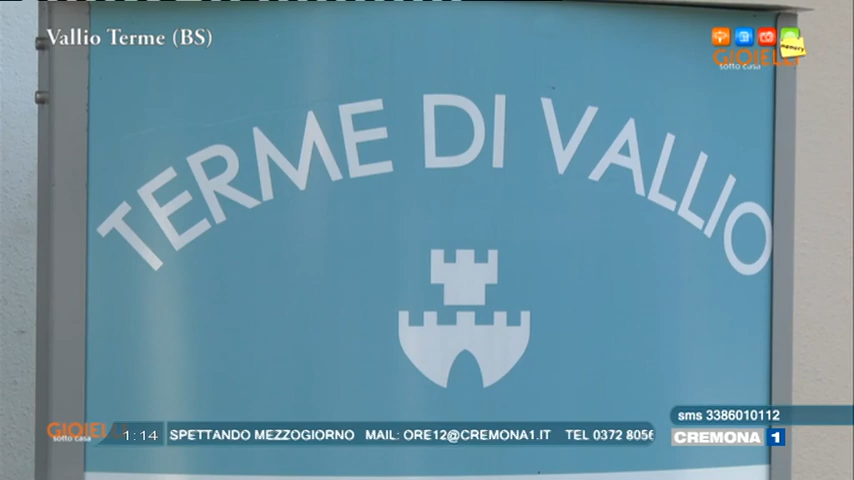 Vallio Terme (BS)
GIOIELLI
sotto casa
memory
TERME DI VALLIO
sms 3386010112
GIOIELLI
sotto casa
1:14 SPETTANDO MEZZOGIORNO MAIL: ORE12@CREMONA1.IT TEL 0372 8056
CREMONA 1